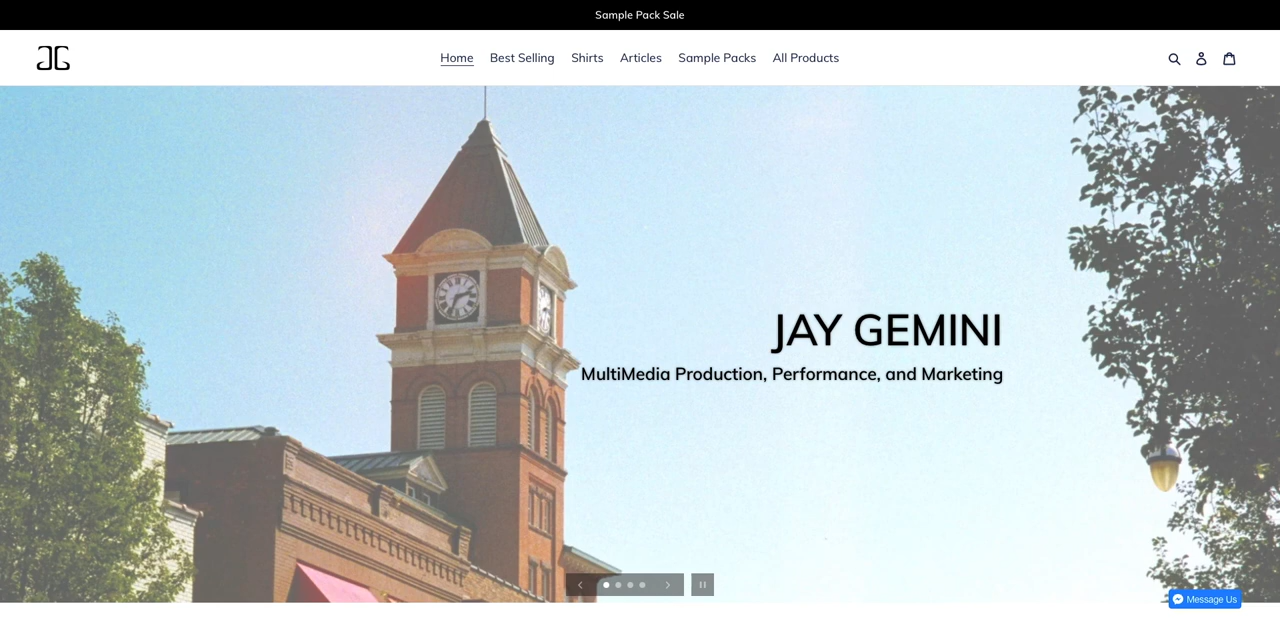 Sample Pack Sale
Home Best Selling Shirts Articles Sample Packs All Products
JAY GEMINI
MultiMedia Production, Performance, and Marketing
Message Us